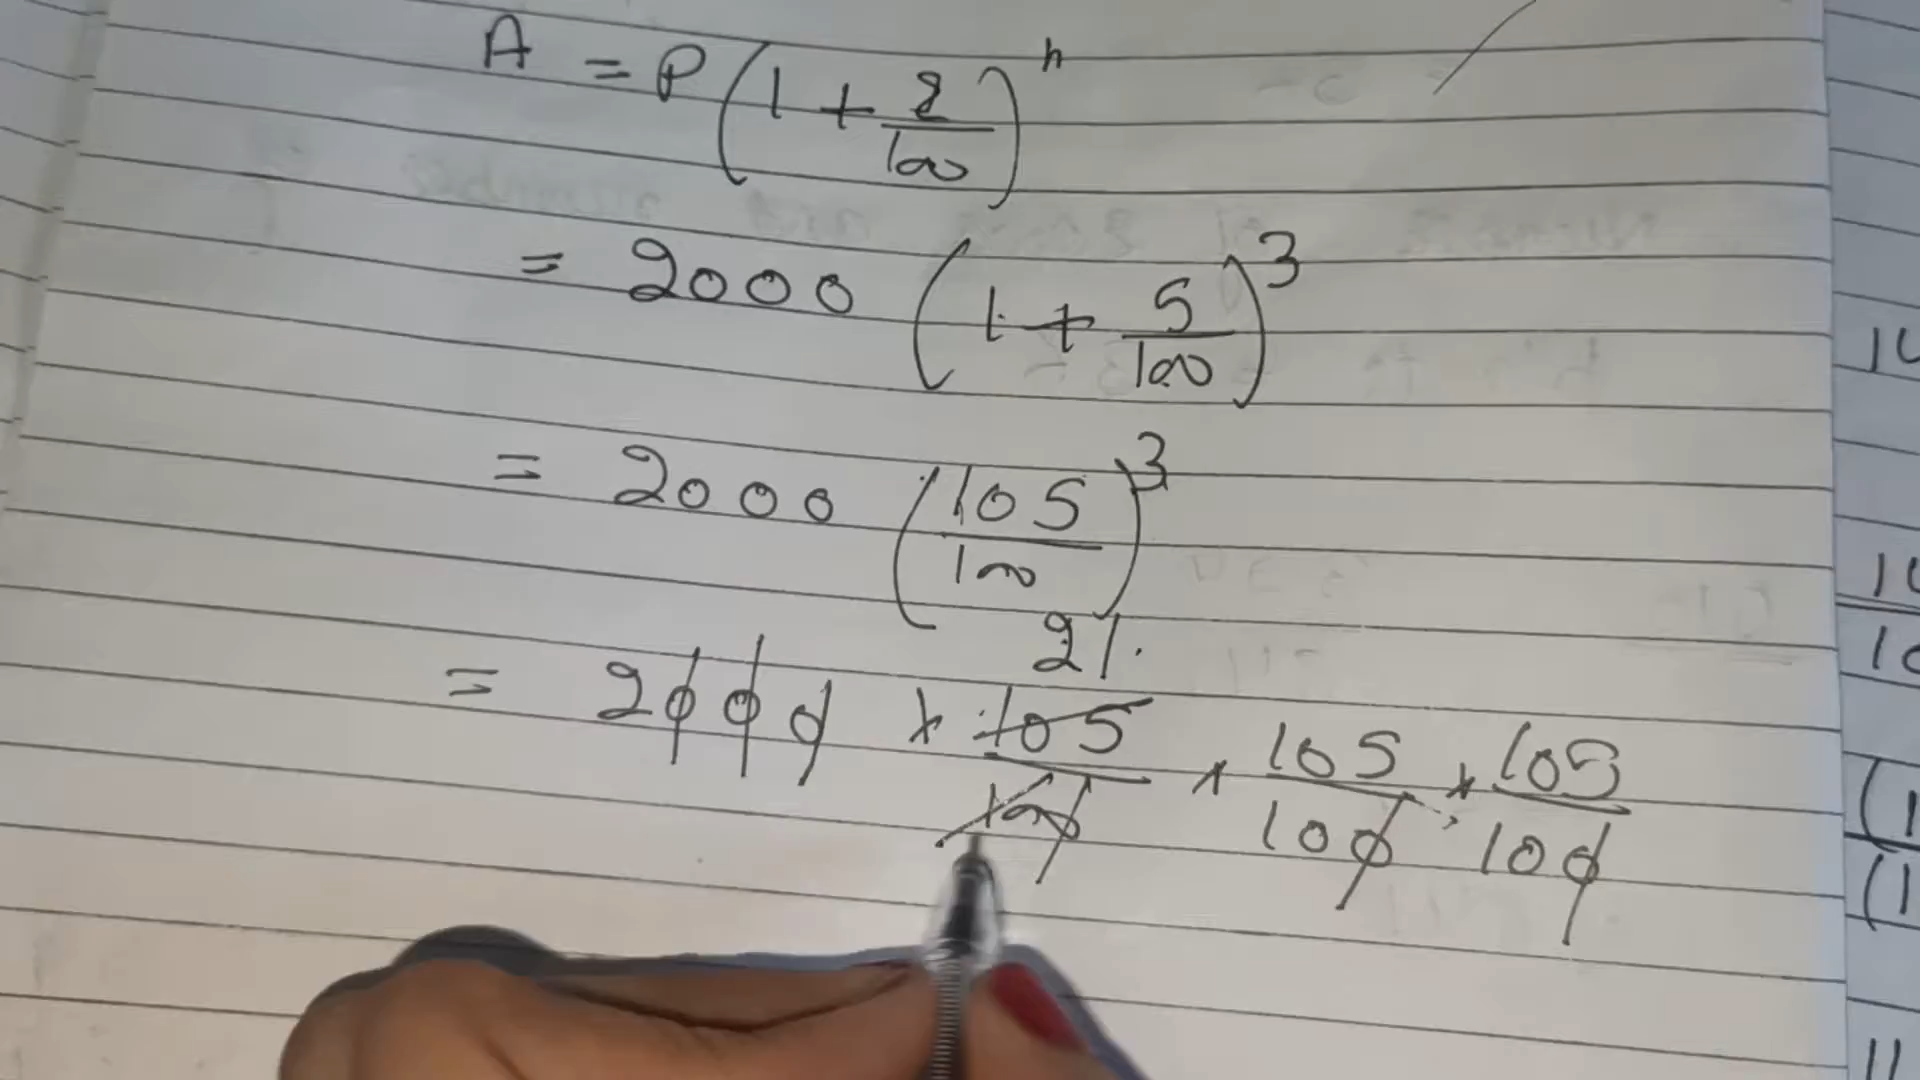 A = P(1 + r/100)^n
= 2000 (1 + 5/100)^3
= 2000 (105/100)^3
21
= 2000 × 105/100 × 105/100 × 105/100